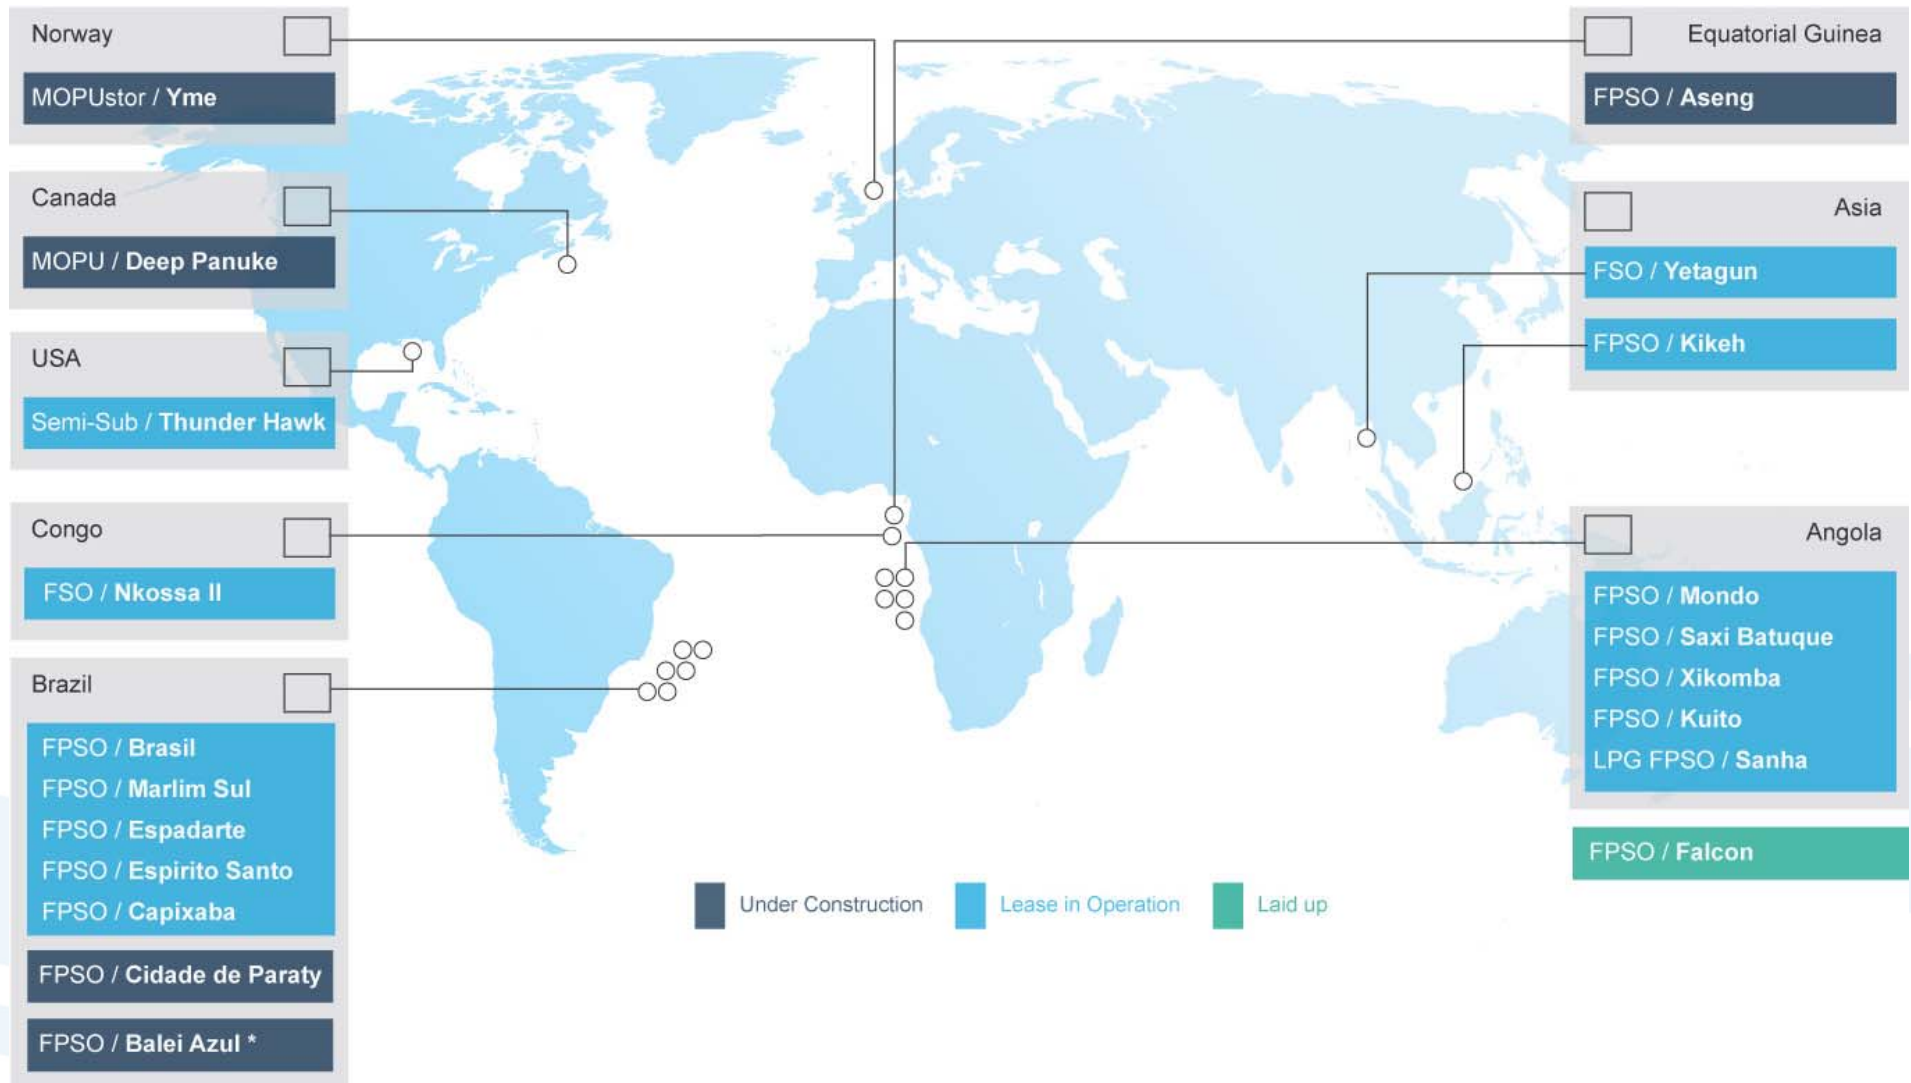 Norway
MOPUstor / Yme
Canada
MOPU / Deep Panuke
USA
Semi-Sub / Thunder Hawk
Congo
FSO / Nkossa II
Brazil
FPSO / Brasil
FPSO / Marlim Sul
FPSO / Espadarte
FPSO / Espirito Santo
FPSO / Capixaba
FPSO / Cidade de Paraty
FPSO / Balei Azul *
Equatorial Guinea
FPSO / Aseng
Asia
FSO / Yetagun
FPSO / Kikeh
Angola
FPSO / Mondo
FPSO / Saxi Batuque
FPSO / Xikomba
FPSO / Kuito
LPG FPSO / Sanha
FPSO / Falcon
Under Construction
Lease in Operation
Laid up